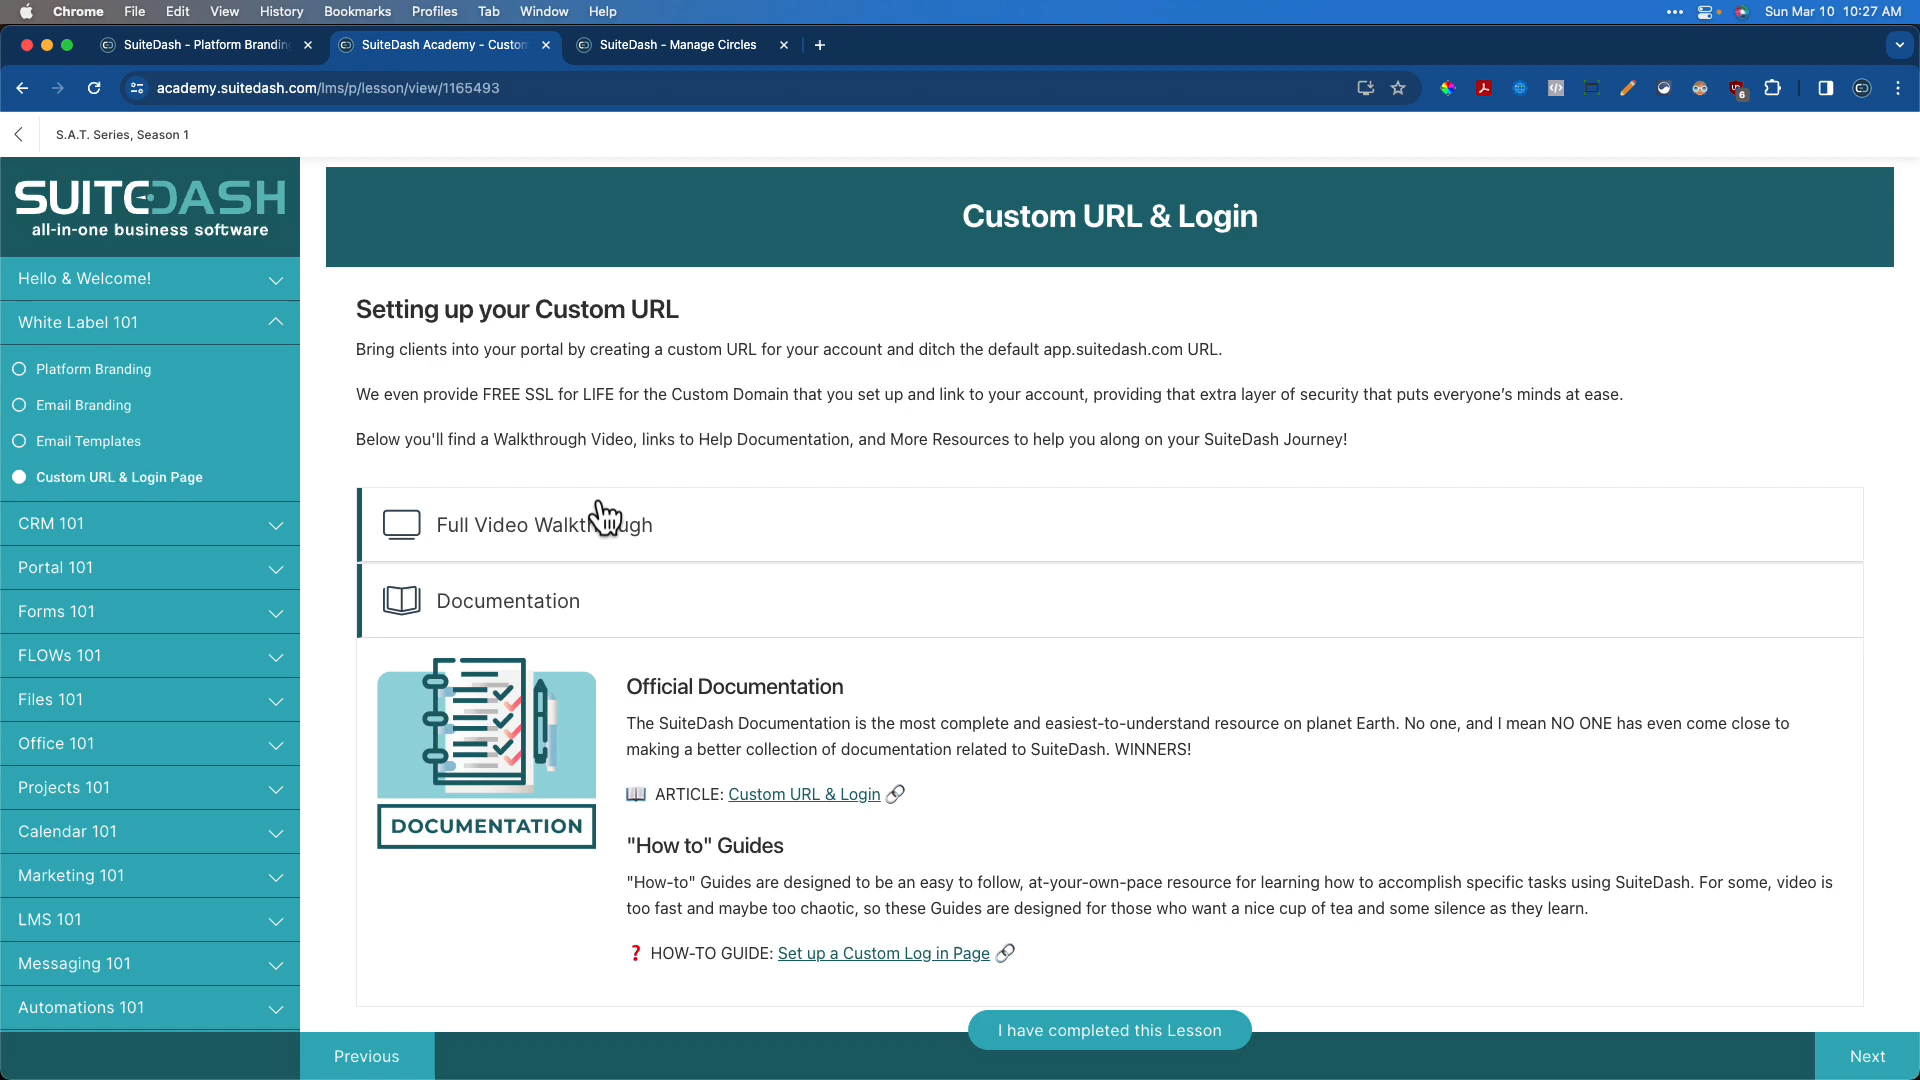 Chrome File Edit View History Bookmarks Profiles Tab Window Help
Sun Mar 10 10:27 AM
SuiteDash - Platform Branding
SuiteDash Academy - Custom
SuiteDash - Manage Circles
academy.suitedash.com/lms/p/lesson/view/1165493
6
S.A.T. Series, Season 1
SUITEDASH
all-in-one business software
Hello & Welcome!
White Label 101
Platform Branding
Email Branding
Email Templates
Custom URL & Login Page
CRM 101
Portal 101
Forms 101
FLOWs 101
Files 101
Office 101
Projects 101
Calendar 101
Marketing 101
LMS 101
Messaging 101
Automations 101
Custom URL & Login
Setting up your Custom URL
Bring clients into your portal by creating a custom URL for your account and ditch the default app.suitedash.com URL.
We even provide FREE SSL for LIFE for the Custom Domain that you set up and link to your account, providing that extra layer of security that puts everyone’s minds at ease.
Below you'll find a Walkthrough Video, links to Help Documentation, and More Resources to help you along on your SuiteDash Journey!
Full Video Walkthrough
Documentation
DOCUMENTATION
Official Documentation
The SuiteDash Documentation is the most complete and easiest-to-understand resource on planet Earth. No one, and I mean NO ONE has even come close to
making a better collection of documentation related to SuiteDash. WINNERS!
📖 ARTICLE: Custom URL & Login 🔗
"How to" Guides
"How-to" Guides are designed to be an easy to follow, at-your-own-pace resource for learning how to accomplish specific tasks using SuiteDash. For some, video is
too fast and maybe too chaotic, so these Guides are designed for those who want a nice cup of tea and some silence as they learn.
❓ HOW-TO GUIDE: Set up a Custom Log in Page 🔗
I have completed this Lesson
Previous
Next